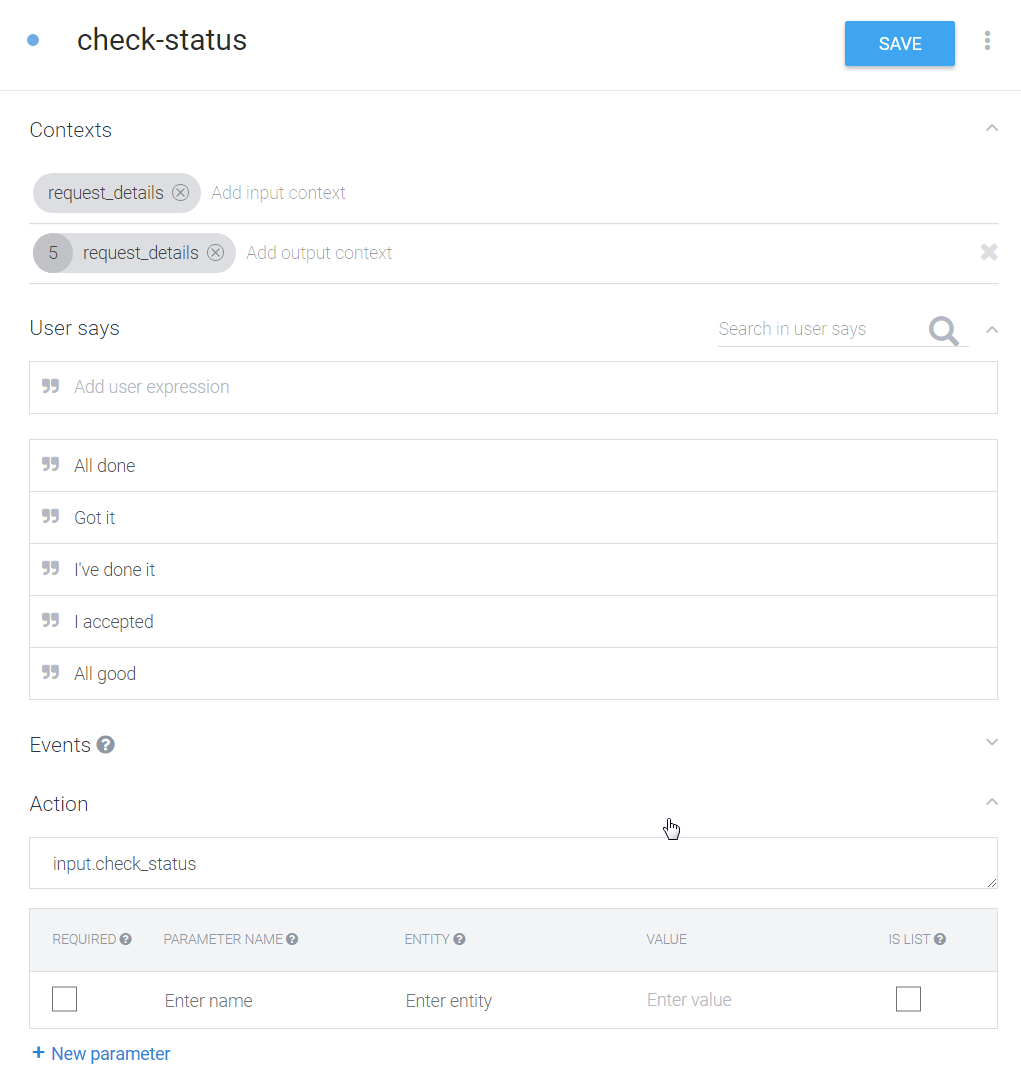 check-status
SAVE
Contexts
request_details Add input context
5 request_details Add output context
User says
Search in user says
Add user expression
All done
Got it
I've done it
I accepted
All good
Events
Action
input.check_status
REQUIRED PARAMETER NAME ENTITY VALUE IS LIST
Enter name Enter entity Enter value
+ New parameter